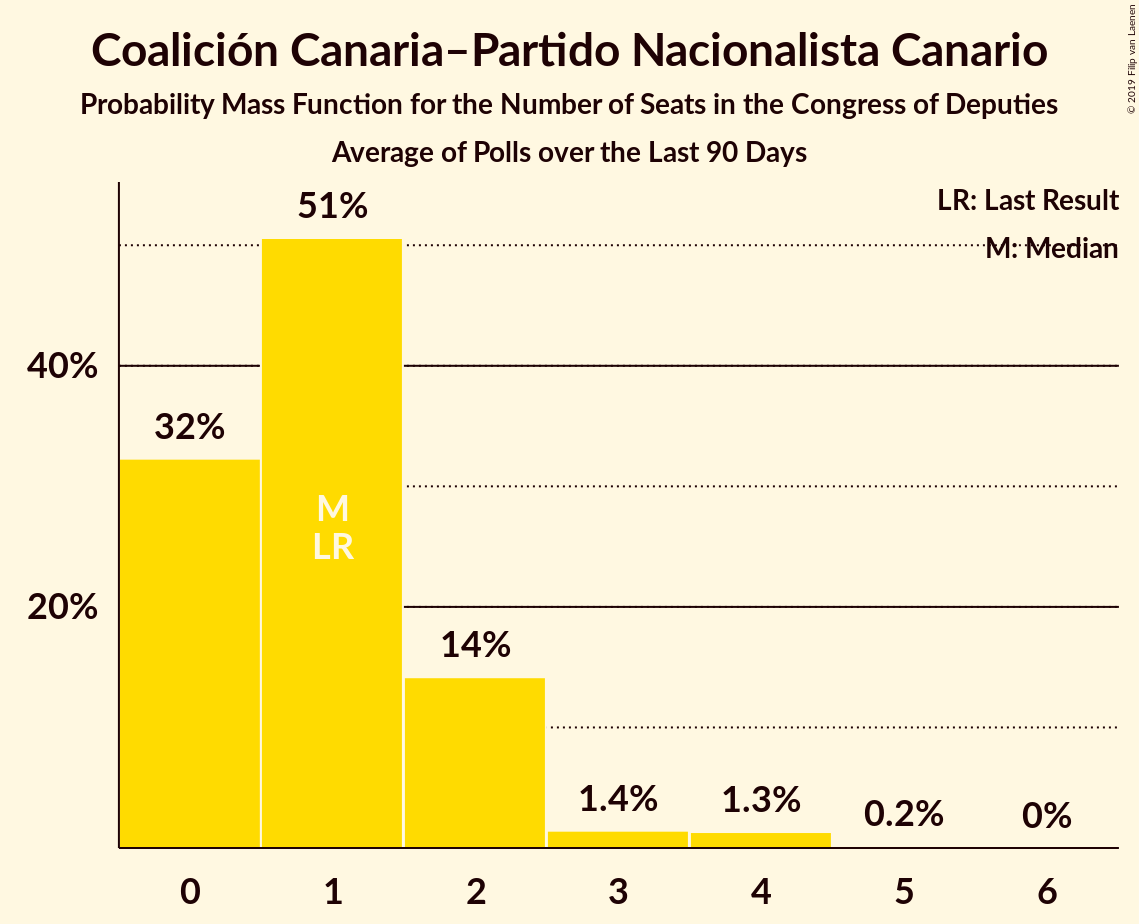 Coalición Canaria–Partido Nacionalista Canario
Probability Mass Function for the Number of Seats in the Congress of Deputies
Average of Polls over the Last 90 Days
© 2019 Filip van Laenen
LR: Last Result
M: Median
51%
40%
32%
M
LR
20%
14%
1.4%
1.3%
0.2%
0%
0 1 2 3 4 5 6